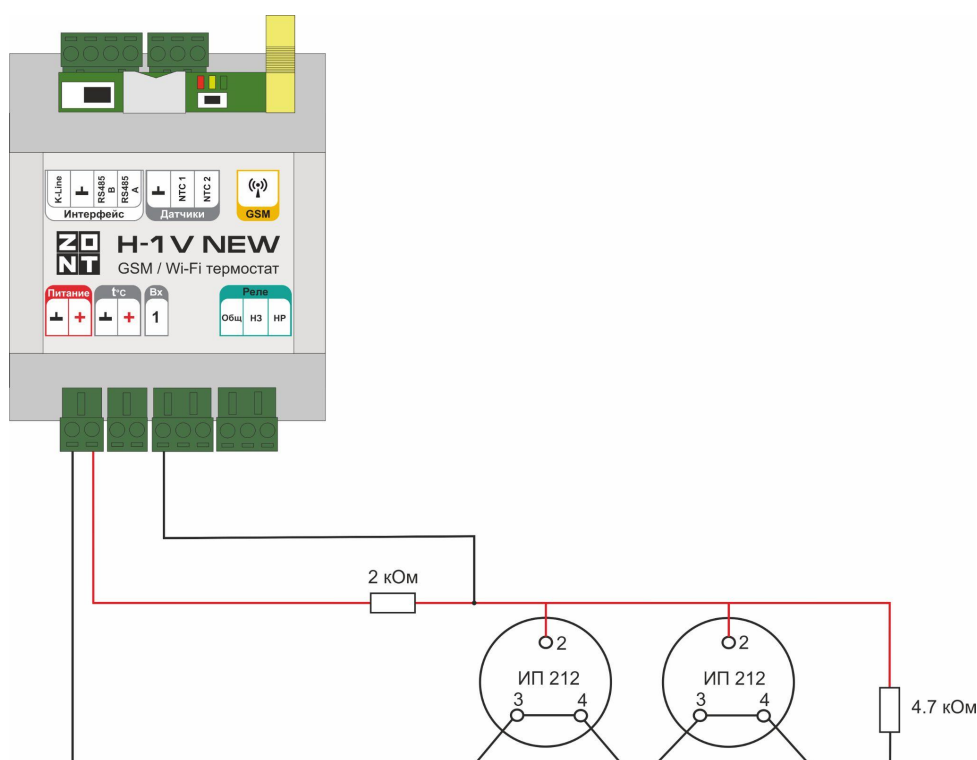 K-Line
RS485 B
RS485 A
NTC 1
NTC 2
Интерфейс
Датчики
GSM
ZONT
H-1V NEW
GSM / Wi-Fi термостат
Питание
t°C
Вх
Реле
+
+
1
Общ
НЗ
НР
2 кОм
2
2
ИП 212
ИП 212
3
4
3
4
4.7 кОм